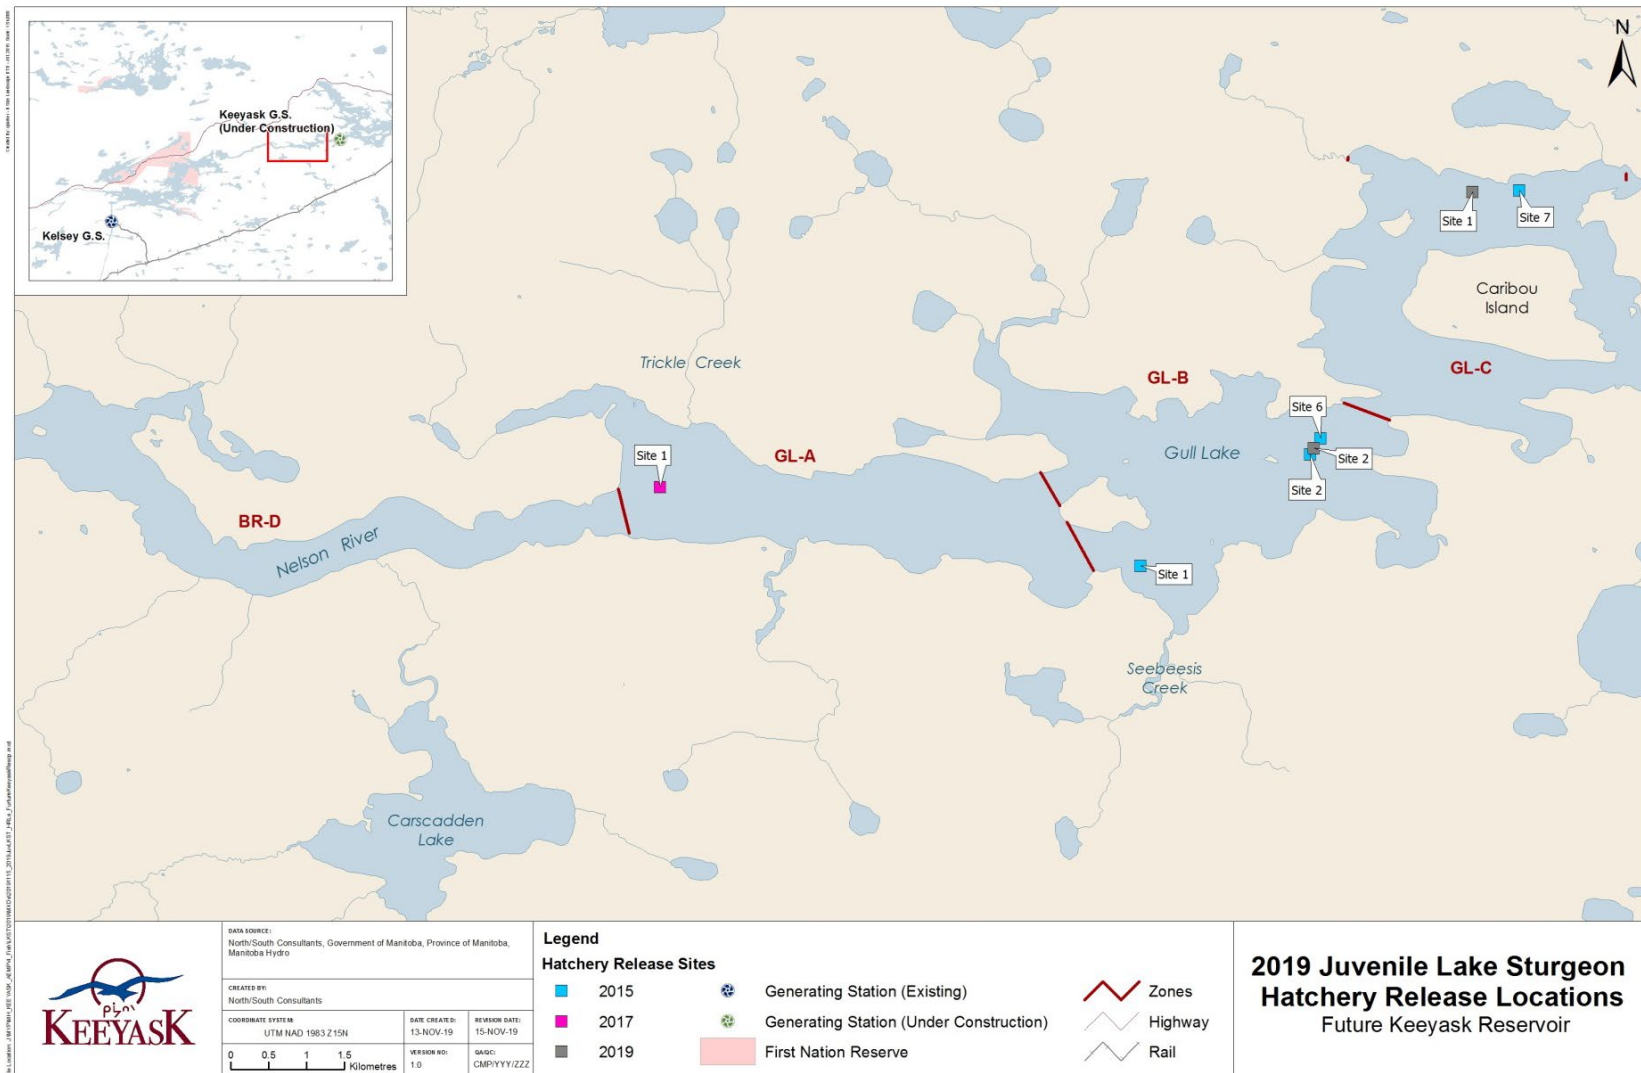 N
Keeyask G.S.
(Under Construction)
Kelsey G.S.
Site 1
Site 7
Caribou
Island
Trickle Creek
GL-B
GL-C
Site 6
Site 1
GL-A
Gull Lake
Site 2
Site 2
BR-D
Nelson River
Site 1
Seebeesis
Creek
Carscadden
Lake
KEEYASK
DATA SOURCE:
North/South Consultants, Government of Manitoba, Province of Manitoba,
Manitoba Hydro
CREATED BY:
North/South Consultants
COORDINATE SYSTEM:
UTM NAD 1983 Z15N
DATE CREATED:
13-NOV-19
REVISION DATE:
15-NOV-19
0 0.5 1 1.5
Kilometres
VERSION NO:
1.0
QA/QC:
CMP/YYY/ZZZ
Legend
Hatchery Release Sites
2015
2017
2019
Generating Station (Existing)
Generating Station (Under Construction)
First Nation Reserve
Zones
Highway
Rail
2019 Juvenile Lake Sturgeon
Hatchery Release Locations
Future Keeyask Reservoir